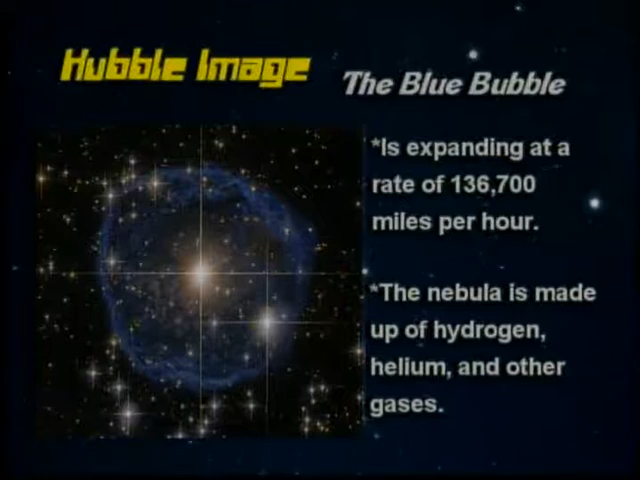 Hubble Image
The Blue Bubble
*Is expanding at a
rate of 136,700
miles per hour.
*The nebula is made
up of hydrogen,
helium, and other
gases.